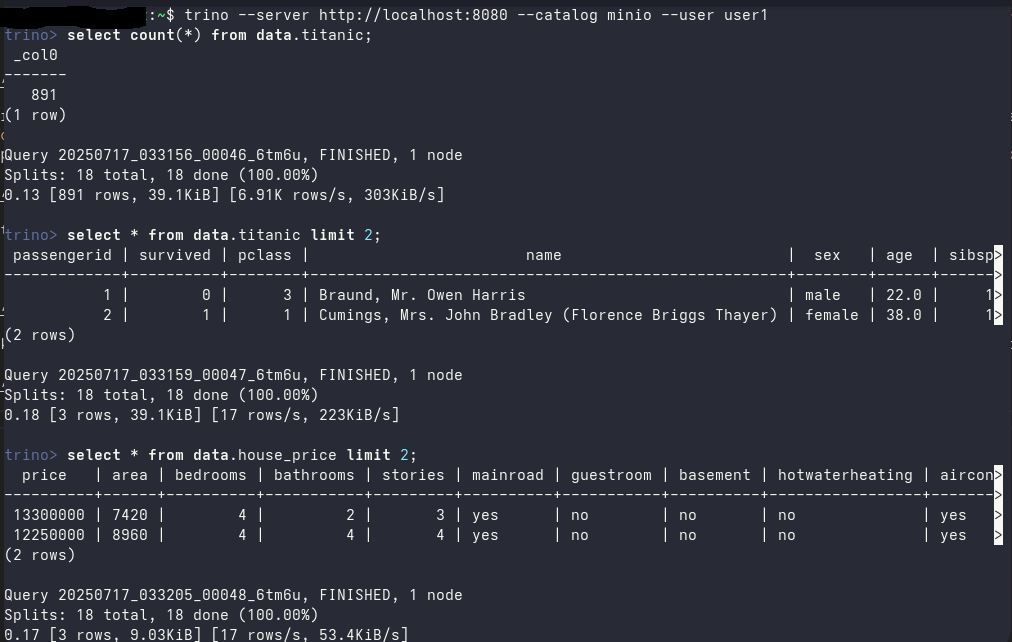 :~$ trino --server http://localhost:8080 --catalog minio --user user1
trino> select count(*) from data.titanic;
 _col0
-------
   891
(1 row)

Query 20250717_033156_00046_6tm6u, FINISHED, 1 node
Splits: 18 total, 18 done (100.00%)
0.13 [891 rows, 39.1KiB] [6.91K rows/s, 303KiB/s]

trino> select * from data.titanic limit 2;
 passengerid | survived | pclass |                        name                         |  sex   | age  | sibsp>
-------------+----------+--------+-----------------------------------------------------+--------+------+------>
           1 |        0 |      3 | Braund, Mr. Owen Harris                             | male   | 22.0 |     1>
           2 |        1 |      1 | Cumings, Mrs. John Bradley (Florence Briggs Thayer) | female | 38.0 |     1>
(2 rows)

Query 20250717_033159_00047_6tm6u, FINISHED, 1 node
Splits: 18 total, 18 done (100.00%)
0.18 [3 rows, 39.1KiB] [17 rows/s, 223KiB/s]

trino> select * from data.house_price limit 2;
  price   | area | bedrooms | bathrooms | stories | mainroad | guestroom | basement | hotwaterheating | aircon>
----------+------+----------+-----------+---------+----------+-----------+----------+-----------------+------->
 13300000 | 7420 |        4 |         2 |       3 | yes      | no        | no       | no              | yes   >
 12250000 | 8960 |        4 |         4 |       4 | yes      | no        | no       | no              | yes   >
(2 rows)

Query 20250717_033205_00048_6tm6u, FINISHED, 1 node
Splits: 18 total, 18 done (100.00%)
0.17 [3 rows, 9.03KiB] [17 rows/s, 53.4KiB/s]